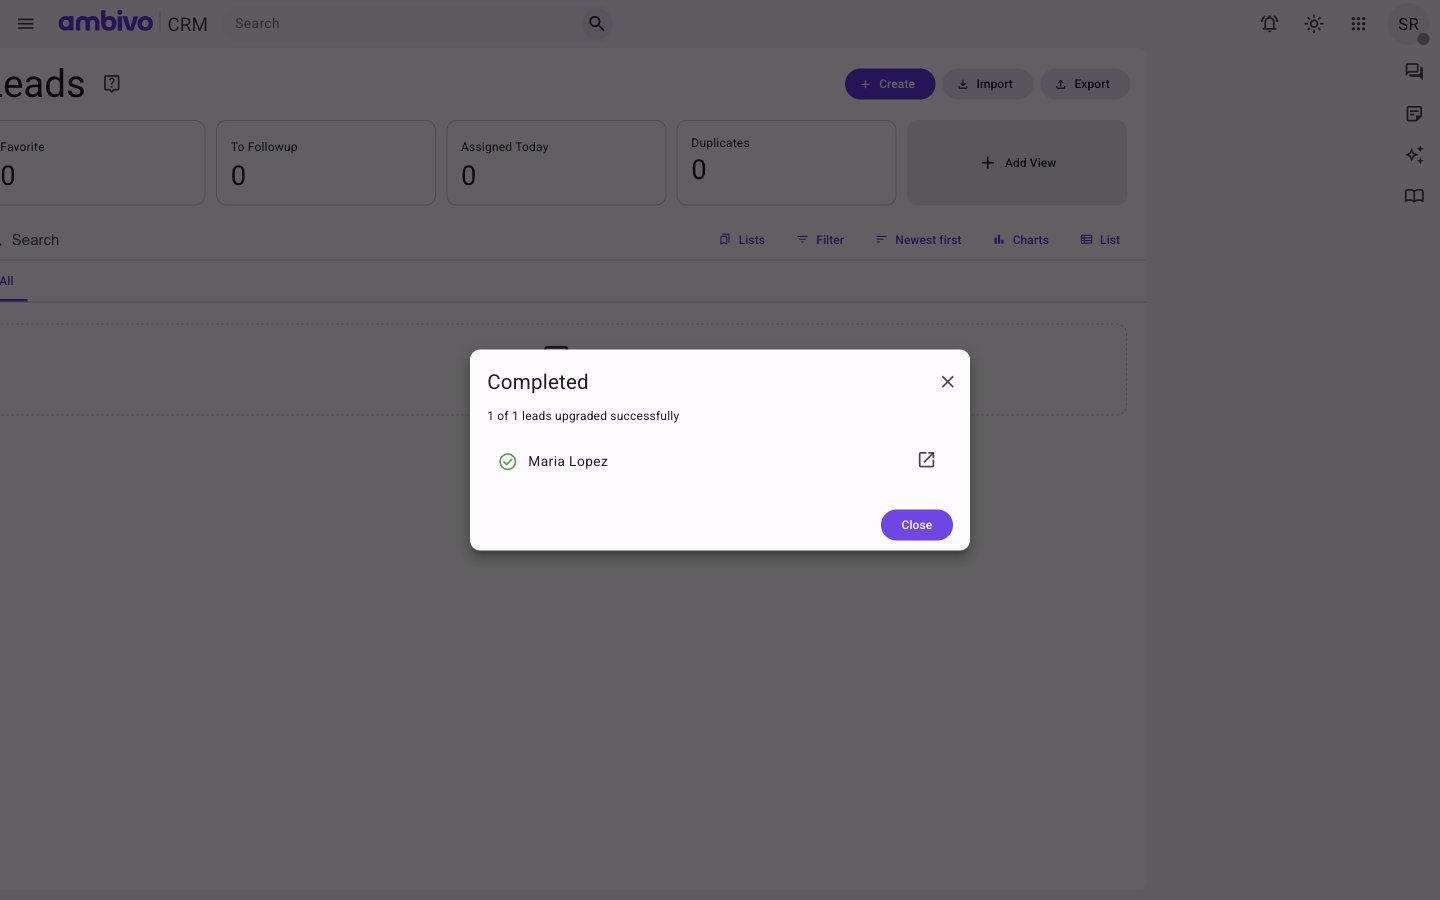 ambivo CRM
Search
SR
Leads
Create
Import
Export
Favorite
0
To Followup
0
Assigned Today
0
Duplicates
0
Add View
Search
Lists
Filter
Newest first
Charts
List
All
Completed
1 of 1 leads upgraded successfully
Maria Lopez
Close